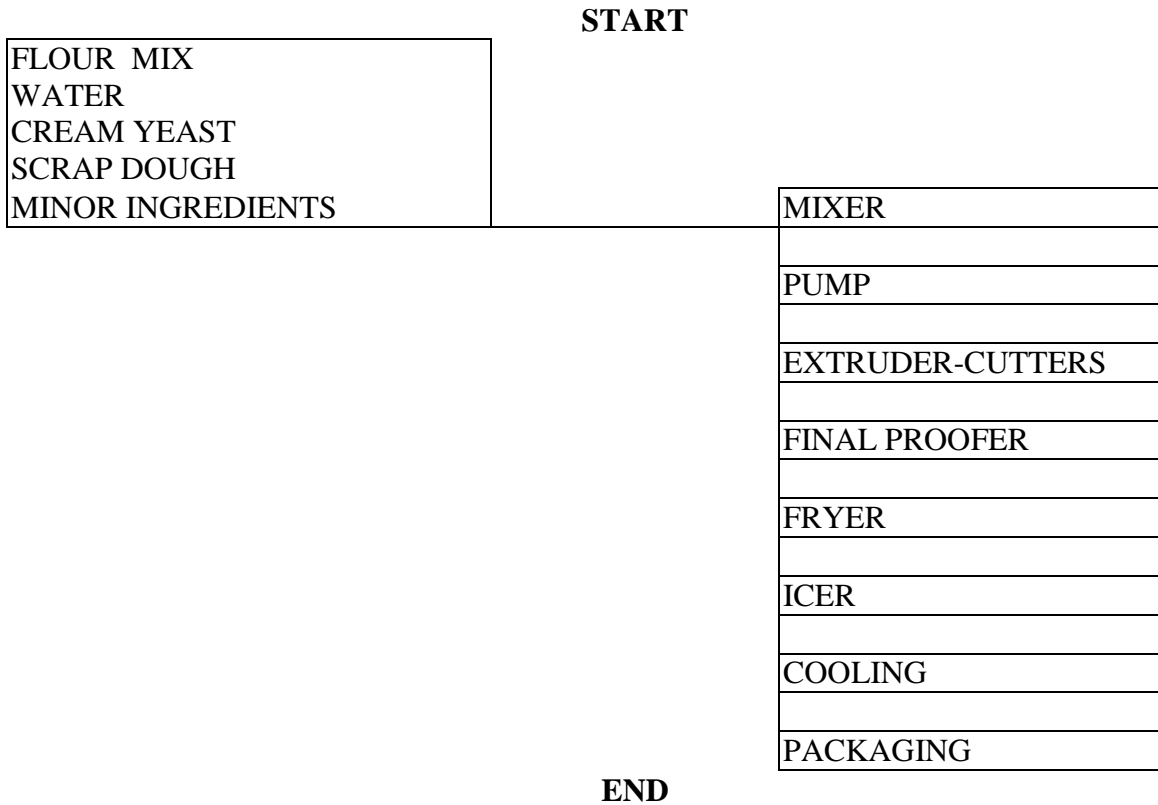 START
FLOUR MIX
WATER
CREAM YEAST
SCRAP DOUGH
MINOR INGREDIENTS
MIXER
PUMP
EXTRUDER-CUTTERS
FINAL PROOFER
FRYER
ICER
COOLING
PACKAGING
END